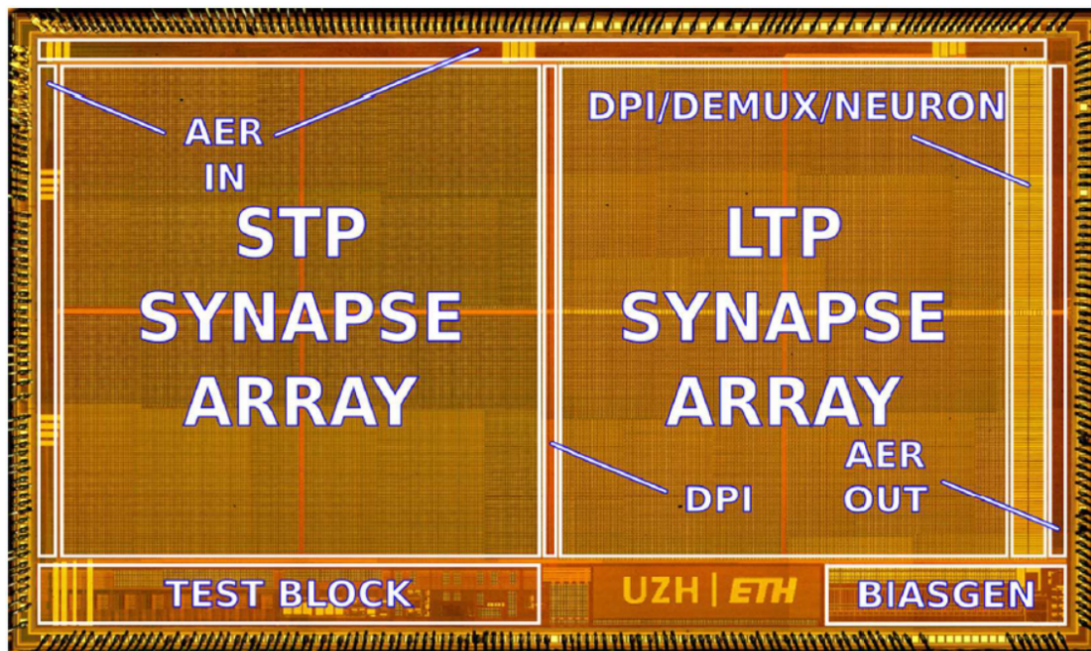 AER
IN
DPI/DEMUX/NEURON
STP
SYNAPSE
ARRAY
LTP
SYNAPSE
ARRAY
DPI
AER
OUT
TEST BLOCK
UZH | ETH
BIASGEN